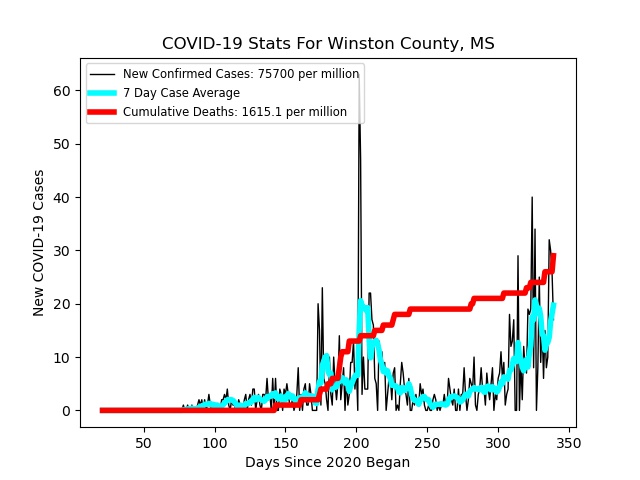 COVID-19 Stats For Winston County, MS
New Confirmed Cases: 75700 per million
7 Day Case Average
Cumulative Deaths: 1615.1 per million
60
50
40
30
20
10
0
New COVID-19 Cases
50 100 150 200 250 300 350
Days Since 2020 Began